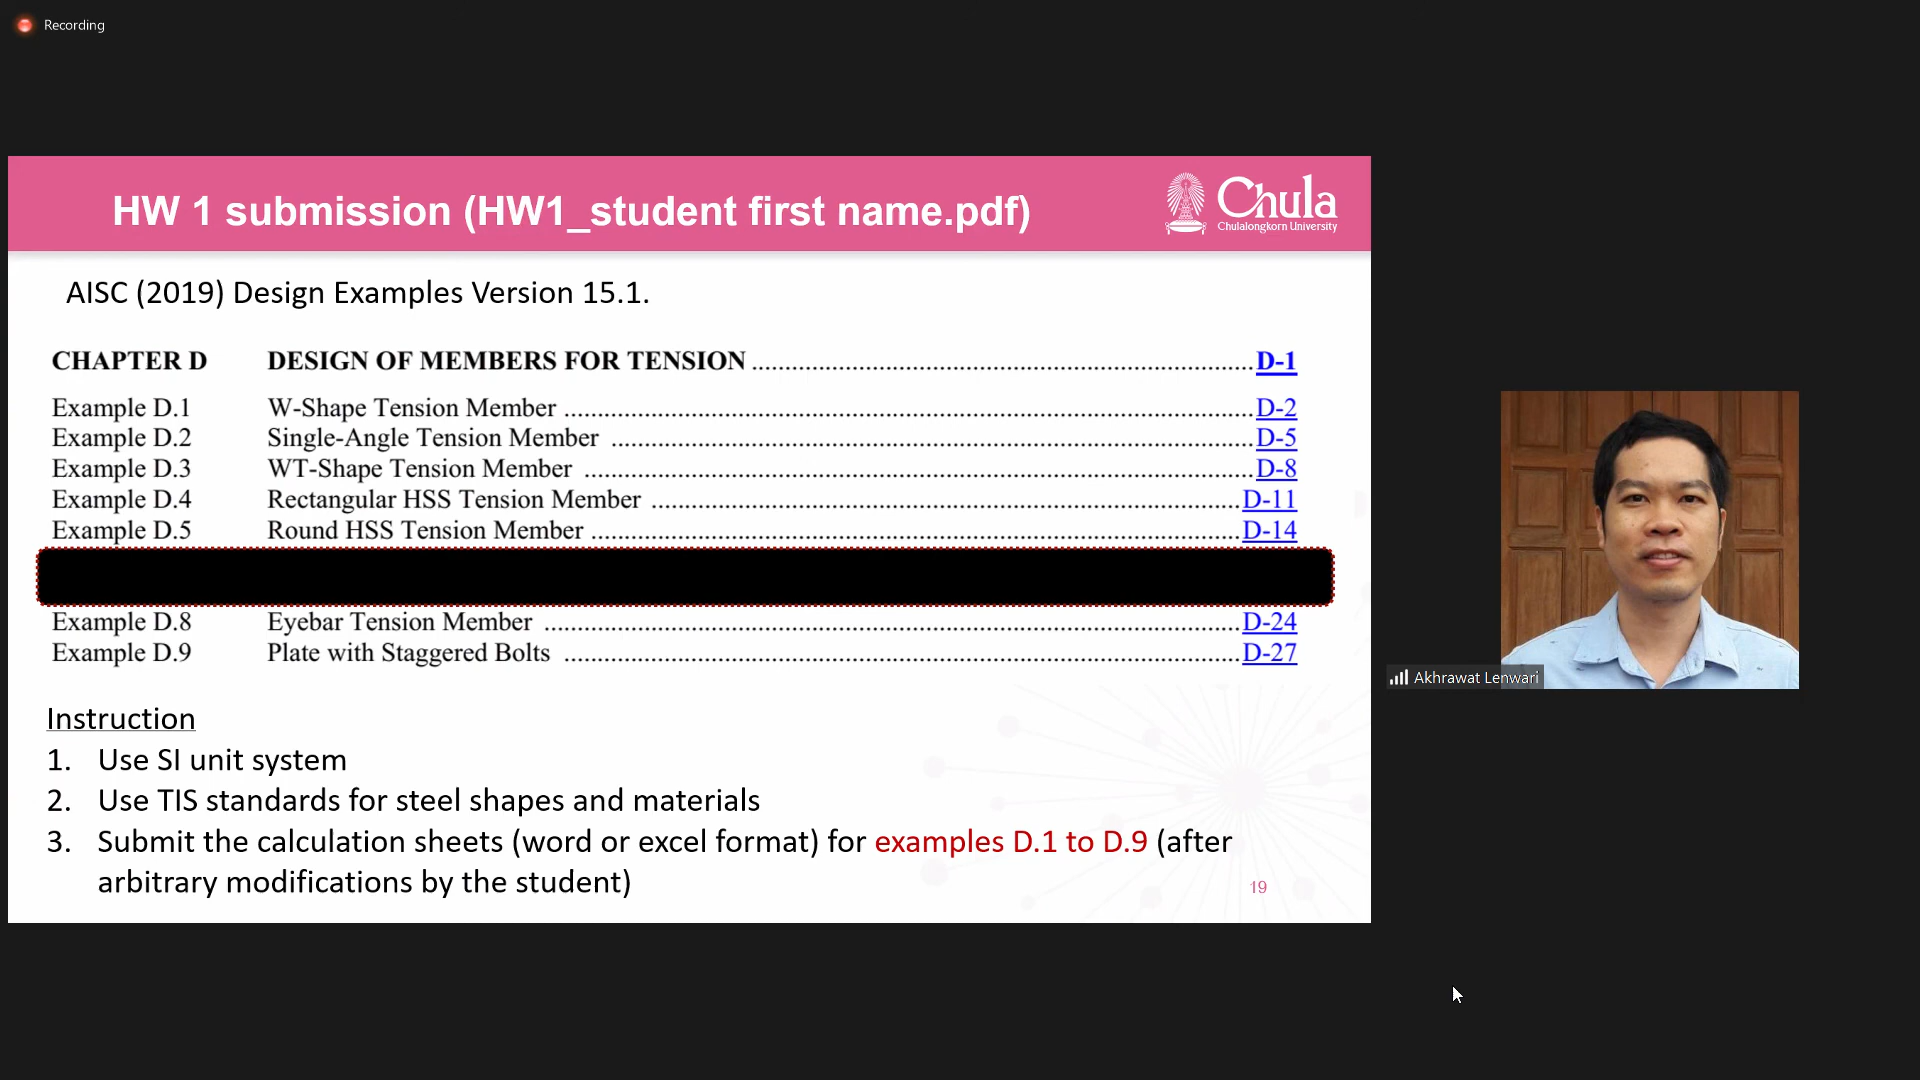 Recording
HW 1 submission (HW1_student first name.pdf)
Chula
Chulalongkorn University
AISC (2019) Design Examples Version 15.1.
CHAPTER D DESIGN OF MEMBERS FOR TENSION ........ D-1
Example D.1 W-Shape Tension Member ........ D-2
Example D.2 Single-Angle Tension Member ........ D-5
Example D.3 WT-Shape Tension Member ........ D-8
Example D.4 Rectangular HSS Tension Member ........ D-11
Example D.5 Round HSS Tension Member ........ D-14
Example D.8 Eyebar Tension Member ........ D-24
Example D.9 Plate with Staggered Bolts ........ D-27
Akhrawat Lenwari
Instruction
1. Use SI unit system
2. Use TIS standards for steel shapes and materials
3. Submit the calculation sheets (word or excel format) for examples D.1 to D.9 (after
arbitrary modifications by the student)
19